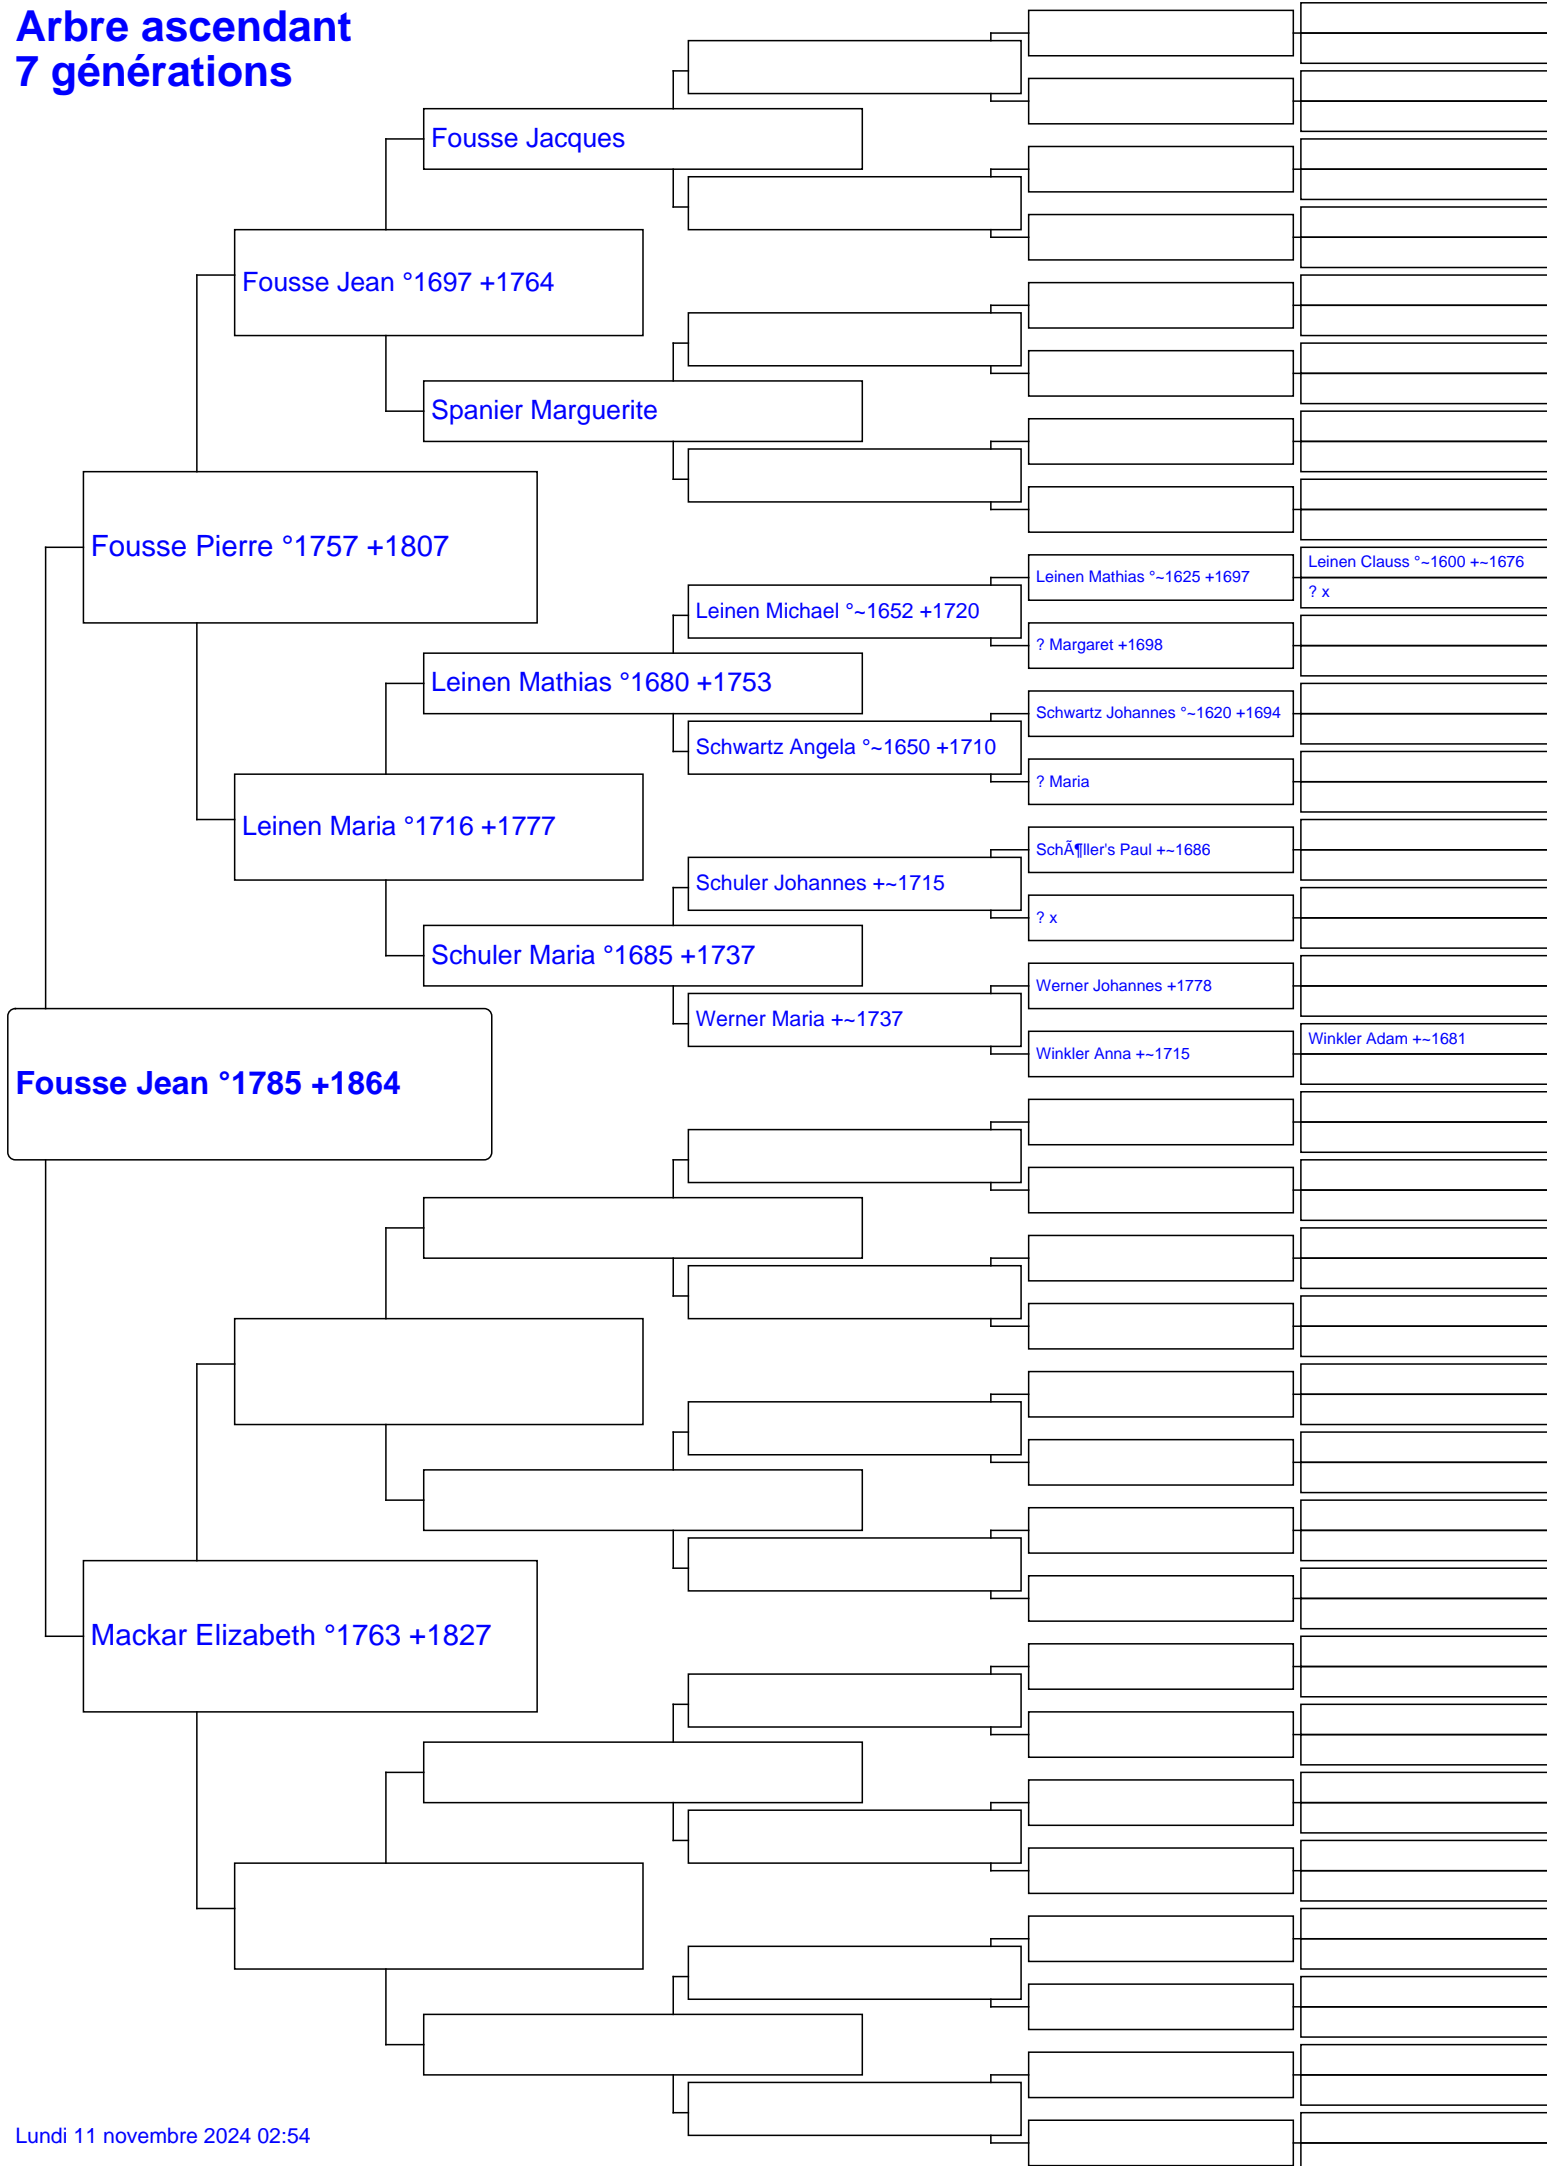 Arbre ascendant
7 générations
Fousse Jacques
Fousse Jean °1697 +1764
Spanier Marguerite
Fousse Pierre °1757 +1807
Leinen Mathias °~1625 +1697
Leinen Clauss °~1600 +~1676
? x
Leinen Michael °~1652 +1720
? Margaret +1698
Leinen Mathias °1680 +1753
Schwartz Johannes °~1620 +1694
Schwartz Angela °~1650 +1710
? Maria
Leinen Maria °1716 +1777
SchÃ¶ller's Paul +~1686
Schuler Johannes +~1715
? x
Schuler Maria °1685 +1737
Werner Johannes +1778
Werner Maria +~1737
Winkler Anna +~1715
Winkler Adam +~1681
Fousse Jean °1785 +1864
Mackar Elizabeth °1763 +1827
Lundi 11 novembre 2024 02:54